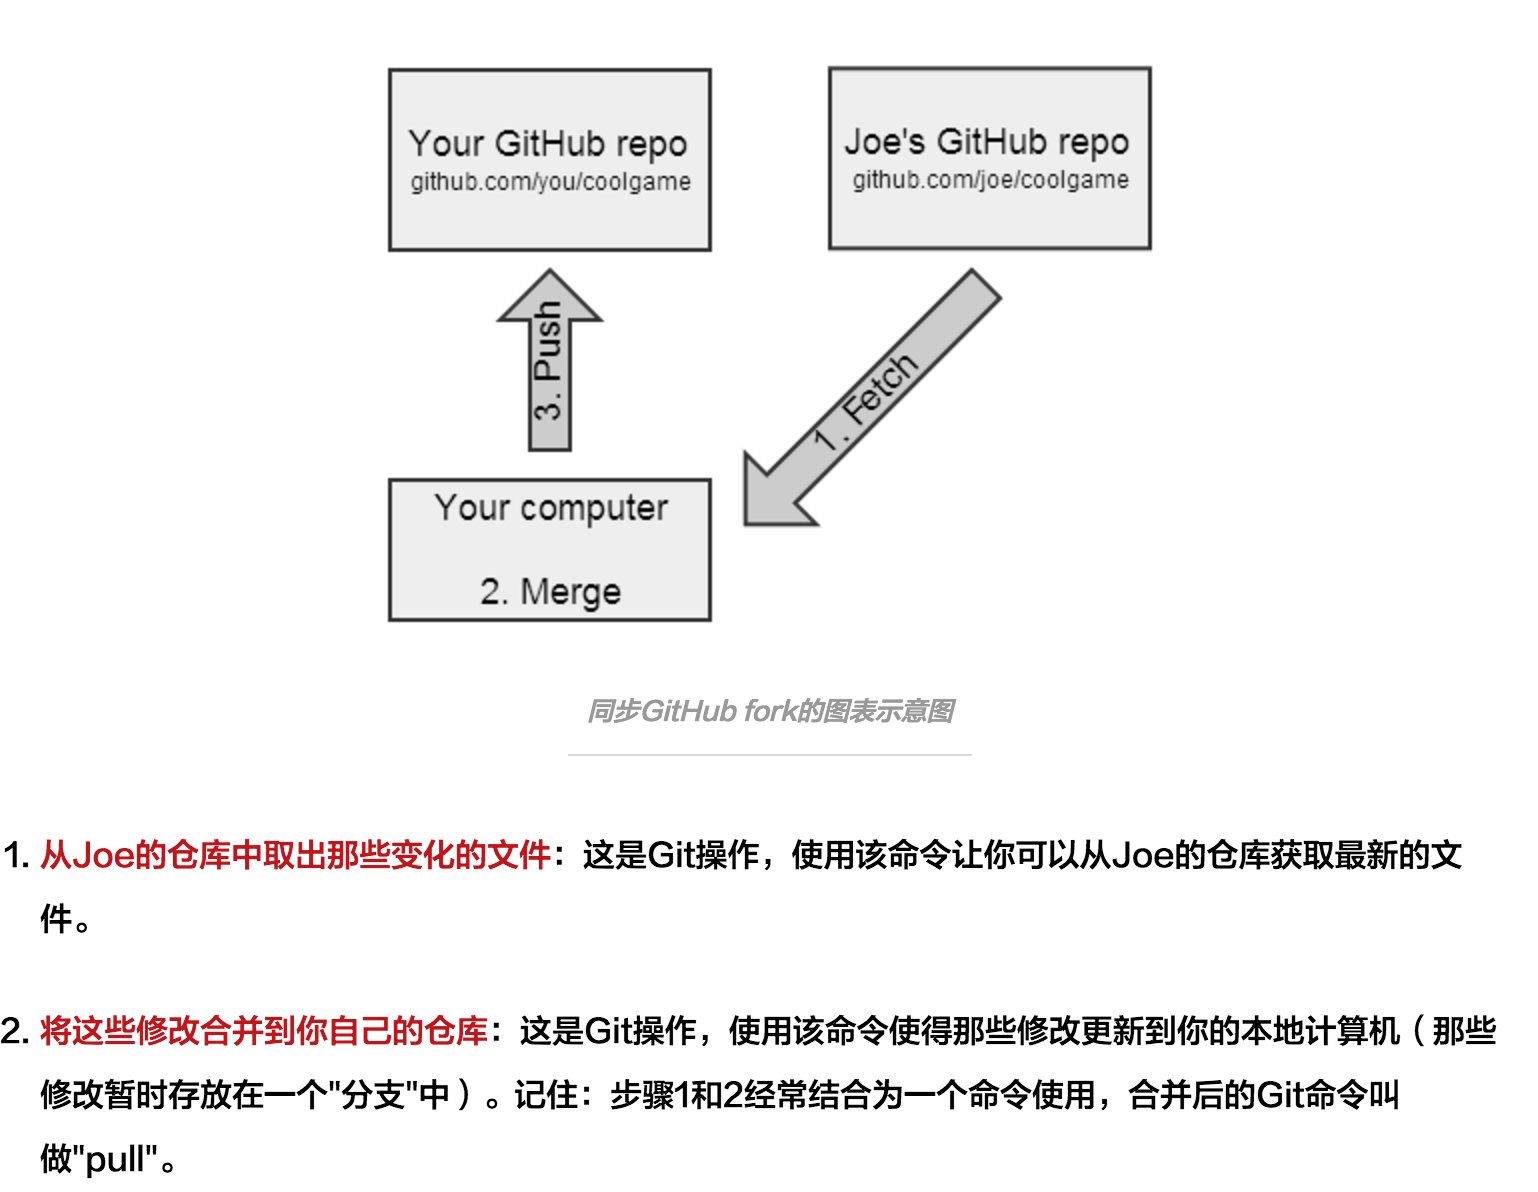 Your GitHub repo
github.com/you/coolgame
Joe's GitHub repo
github.com/joe/coolgame
3. Push
1. Fetch
Your computer
2. Merge
同步GitHub fork的图表示意图
1. 从Joe的仓库中取出那些变化的文件：这是Git操作，使用该命令让你可以从Joe的仓库获取最新的文
件。
2. 将这些修改合并到你自己的仓库：这是Git操作，使用该命令使得那些修改更新到你的本地计算机（那些
修改暂时存放在一个"分支"中）。记住：步骤1和2经常结合为一个命令使用，合并后的Git命令叫
做"pull"。